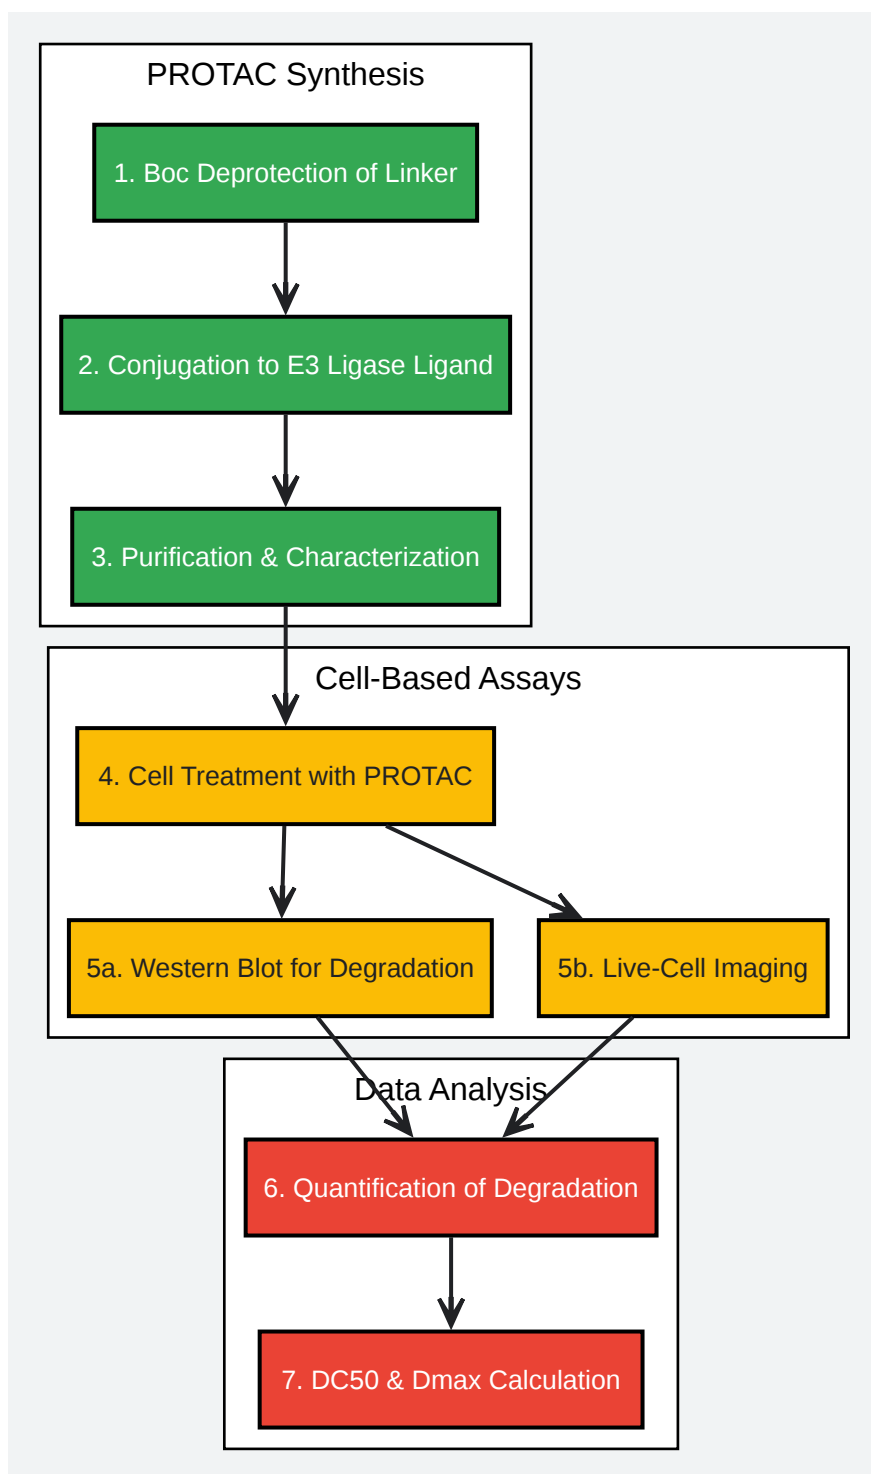 PROTAC Synthesis
1. Boc Deprotection of Linker
2. Conjugation to E3 Ligase Ligand
3. Purification & Characterization
Cell-Based Assays
4. Cell Treatment with PROTAC
5a. Western Blot for Degradation
5b. Live-Cell Imaging
Data Analysis
6. Quantification of Degradation
7. DC50 & Dmax Calculation